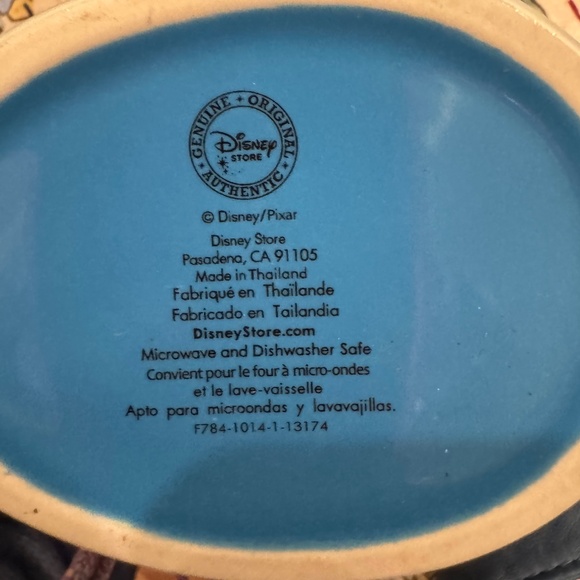 GENUINE • ORIGINAL
Disney
STORE
• AUTHENTIC •
© Disney/Pixar
Disney Store
Pasadena, CA 91105
Made in Thailand
Fabriqué en Thaïlande
Fabricado en Tailandia
DisneyStore.com
Microwave and Dishwasher Safe
Convient pour le four à micro-ondes
et le lave-vaisselle
Apto para microondas y lavavajillas.
F784-1014-1-13174